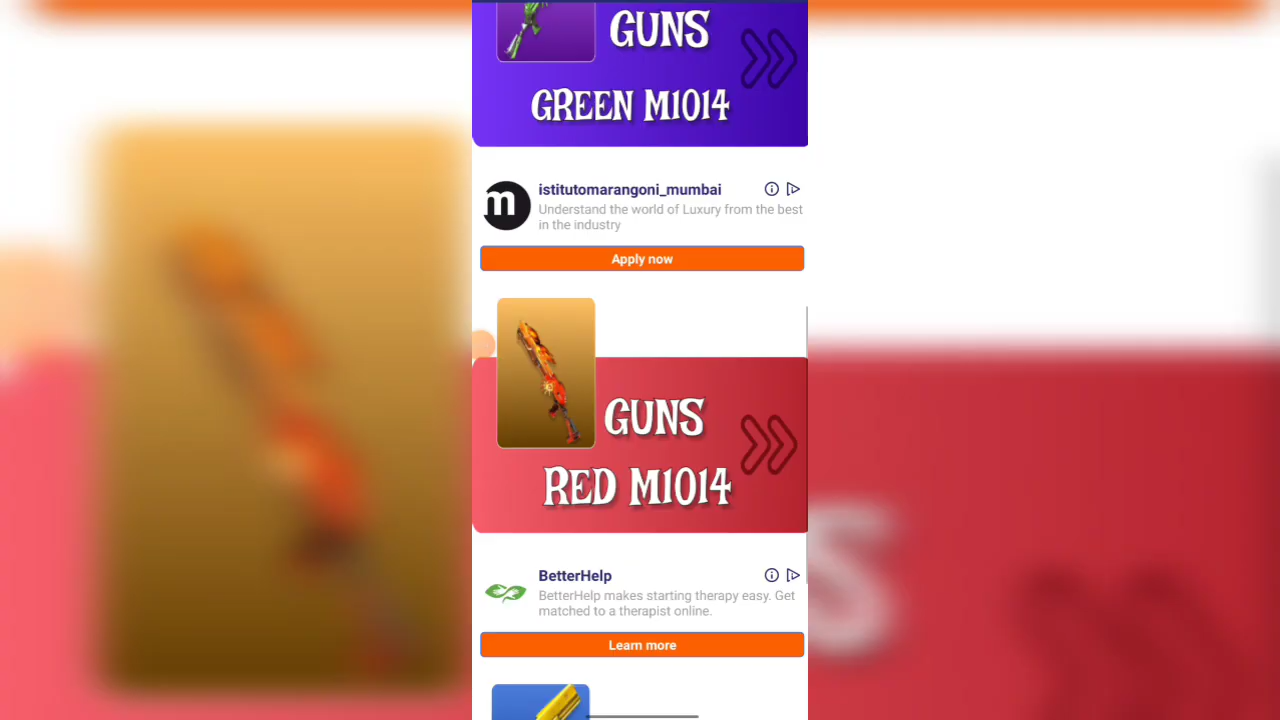 GUNS
GREEN M1014
m
istitutomarangoni_mumbai
Understand the world of Luxury from the best
in the industry
Apply now
GUNS
RED M1014
BetterHelp
BetterHelp makes starting therapy easy. Get
matched to a therapist online.
Learn more